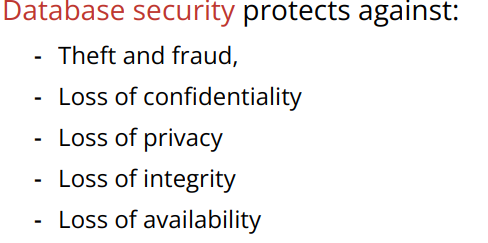 Database security protects against:
- Theft and fraud,
- Loss of confidentiality
- Loss of privacy
- Loss of integrity
- Loss of availability